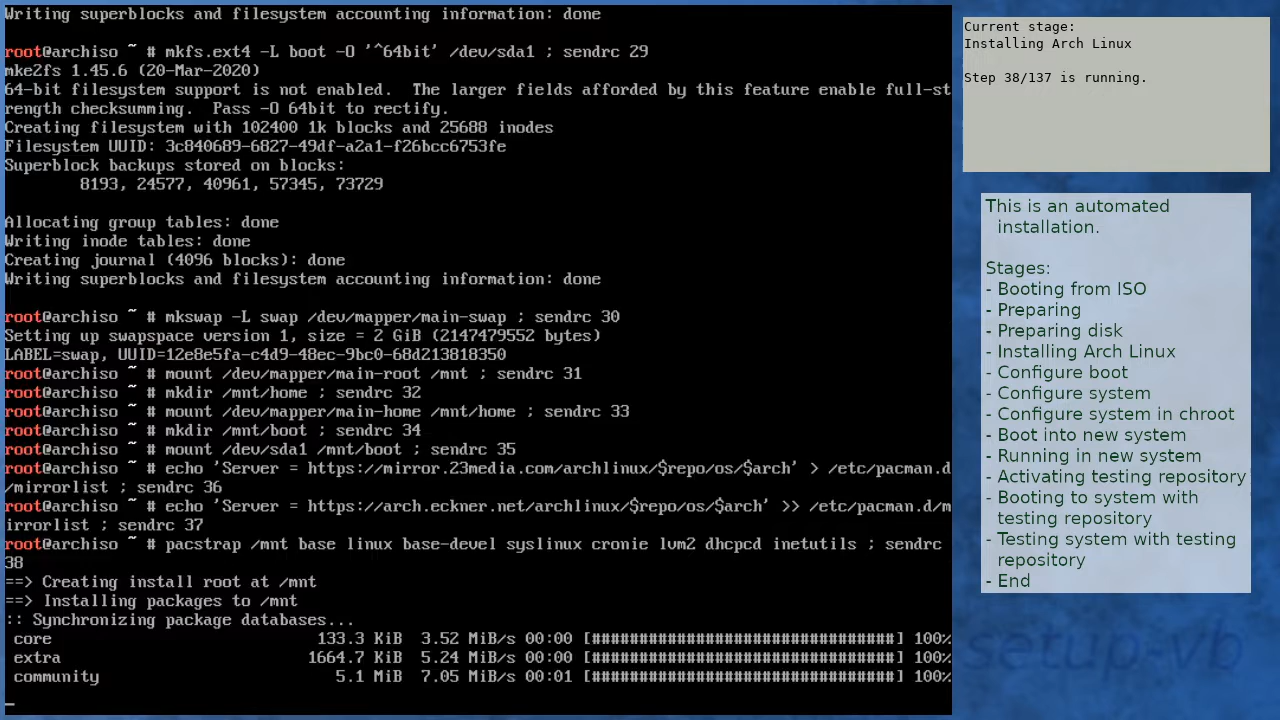 Writing superblocks and filesystem accounting information: done

root@archiso ~ # mkfs.ext4 -L boot -O '^64bit' /dev/sda1 ; sendrc 29
mke2fs 1.45.6 (20-Mar-2020)
64-bit filesystem support is not enabled.  The larger fields afforded by this feature enable full-st
rength checksumming.  Pass -O 64bit to rectify.
Creating filesystem with 102400 1k blocks and 25688 inodes
Filesystem UUID: 3c840689-6827-49df-a2a1-f26bcc6753fe
Superblock backups stored on blocks:
        8193, 24577, 40961, 57345, 73729

Allocating group tables: done
Writing inode tables: done
Creating journal (4096 blocks): done
Writing superblocks and filesystem accounting information: done

root@archiso ~ # mkswap -L swap /dev/mapper/main-swap ; sendrc 30
Setting up swapspace version 1, size = 2 GiB (2147479552 bytes)
LABEL=swap, UUID=12e8e5fa-c4d9-48ec-9bc0-68d213818350
root@archiso ~ # mount /dev/mapper/main-root /mnt ; sendrc 31
root@archiso ~ # mkdir /mnt/home ; sendrc 32
root@archiso ~ # mount /dev/mapper/main-home /mnt/home ; sendrc 33
root@archiso ~ # mkdir /mnt/boot ; sendrc 34
root@archiso ~ # mount /dev/sda1 /mnt/boot ; sendrc 35
root@archiso ~ # echo 'Server = https://mirror.23media.com/archlinux/$repo/os/$arch' > /etc/pacman.d
/mirrorlist ; sendrc 36
root@archiso ~ # echo 'Server = https://arch.eckner.net/archlinux/$repo/os/$arch' >> /etc/pacman.d/m
irrorlist ; sendrc 37
root@archiso ~ # pacstrap /mnt base linux base-devel syslinux cronie lvm2 dhcpcd inetutils ; sendrc
38
==> Creating install root at /mnt
==> Installing packages to /mnt
:: Synchronizing package databases...
 core                            133.3 KiB  3.52 MiB/s 00:00 [################################] 100%
 extra                          1664.7 KiB  5.24 MiB/s 00:00 [################################] 100%
 community                         5.1 MiB  7.05 MiB/s 00:01 [################################] 100%
_
Current stage:
Installing Arch Linux

Step 38/137 is running.
This is an automated
installation.

Stages:
- Booting from ISO
- Preparing
- Preparing disk
- Installing Arch Linux
- Configure boot
- Configure system
- Configure system in chroot
- Boot into new system
- Running in new system
- Activating testing repository
- Booting to system with
testing repository
- Testing system with testing
repository
- End
setup-vb